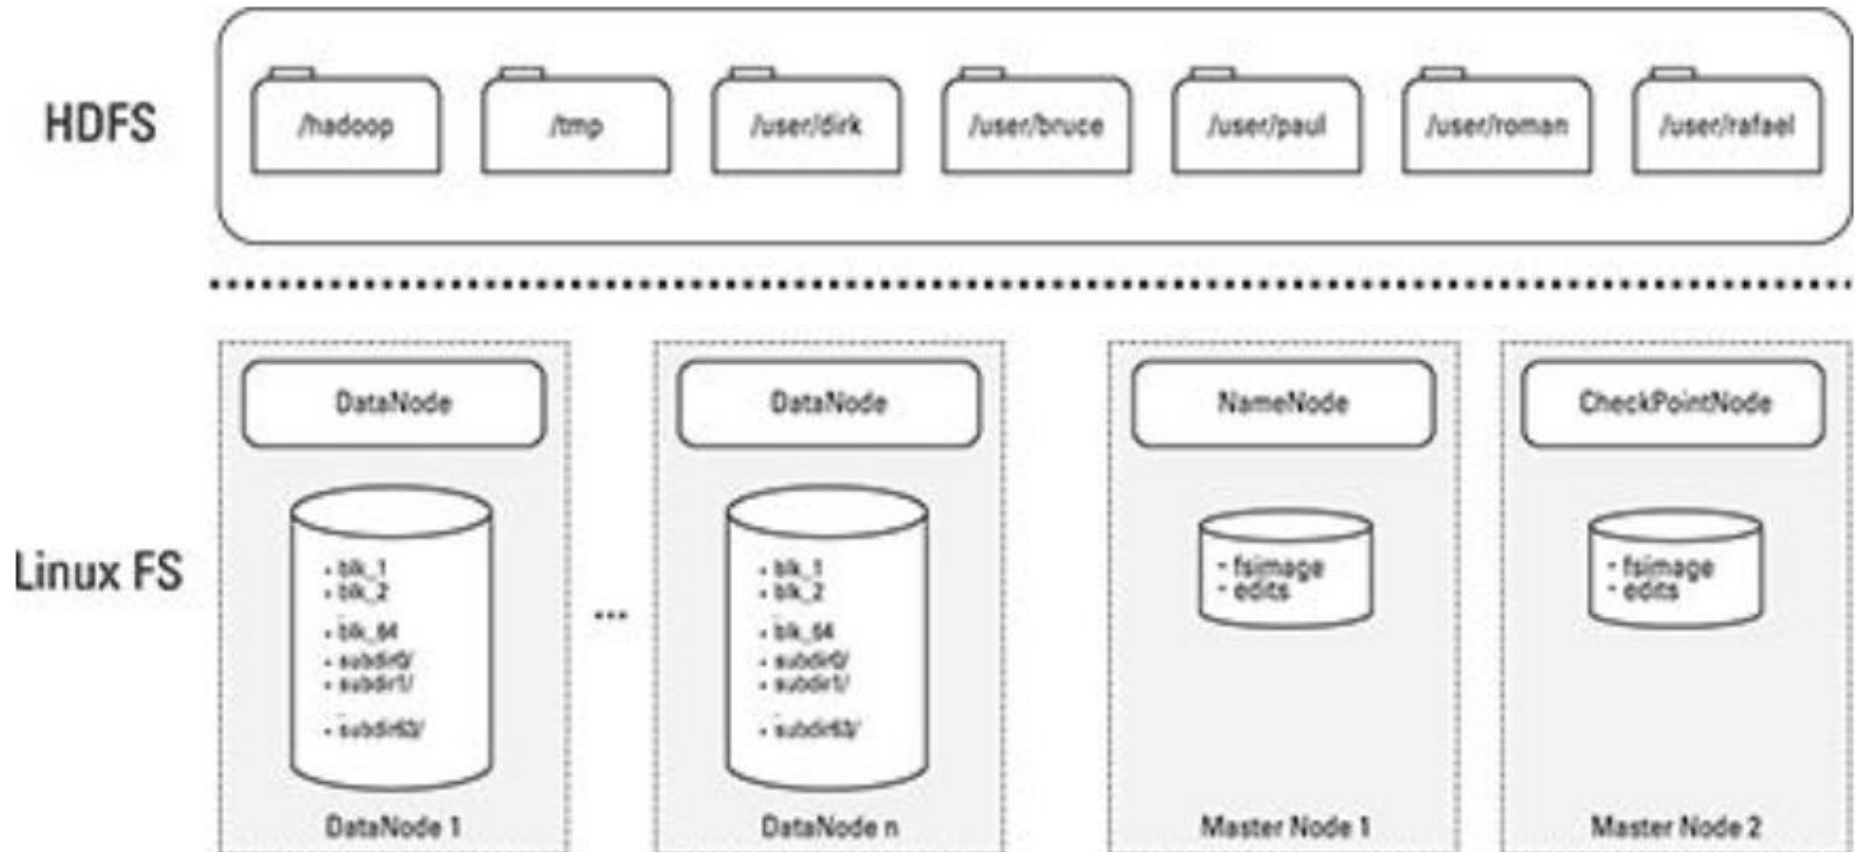 HDFS
/hadoop
/tmp
/user/dirk
/user/bruce
/user/paul
/user/roman
/user/rafael
Linux FS
DataNode
- blk_1
- blk_2
...
- blk_64
- subdir0/
- subdir1/
...
- subdir63/
DataNode 1
...
DataNode
- blk_1
- blk_2
...
- blk_64
- subdir0/
- subdir1/
...
- subdir63/
DataNode n
NameNode
- fsimage
- edits
Master Node 1
CheckPointNode
- fsimage
- edits
Master Node 2